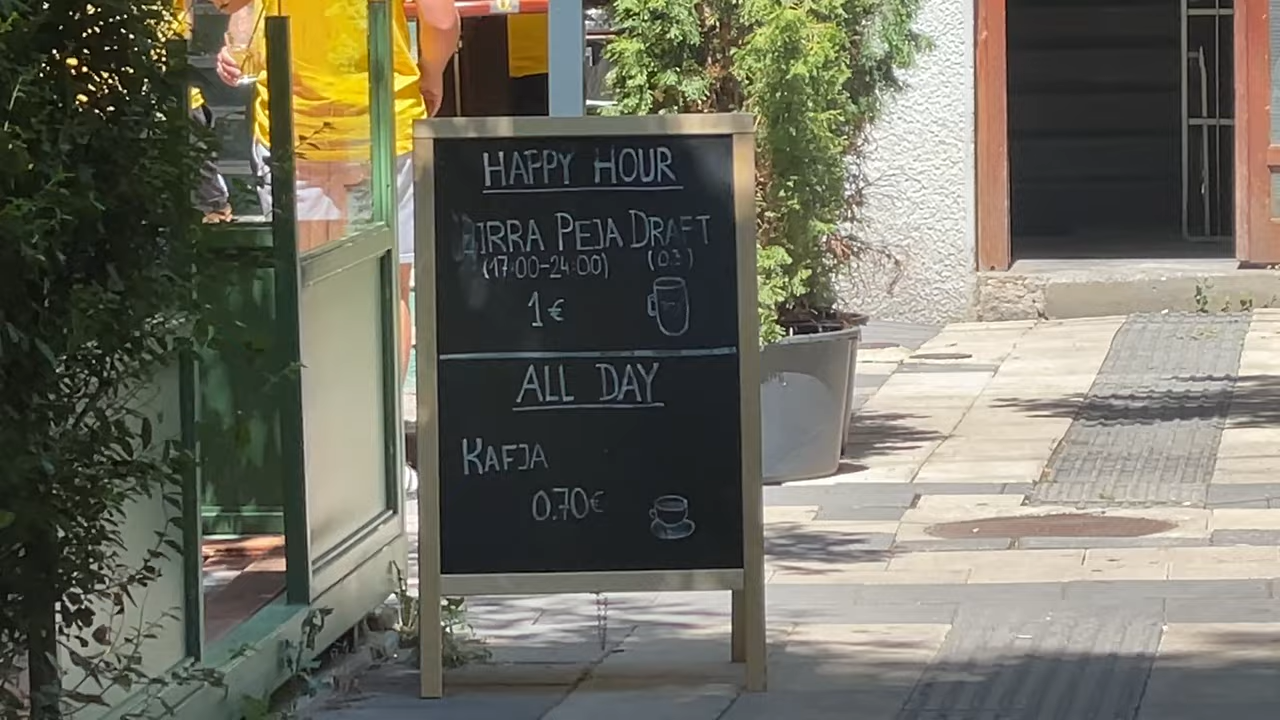 HAPPY HOUR
BIRRA PEJA DRAFT
(17:00-24:00) (0.3)
1€
ALL DAY
KAFJA
0.70€